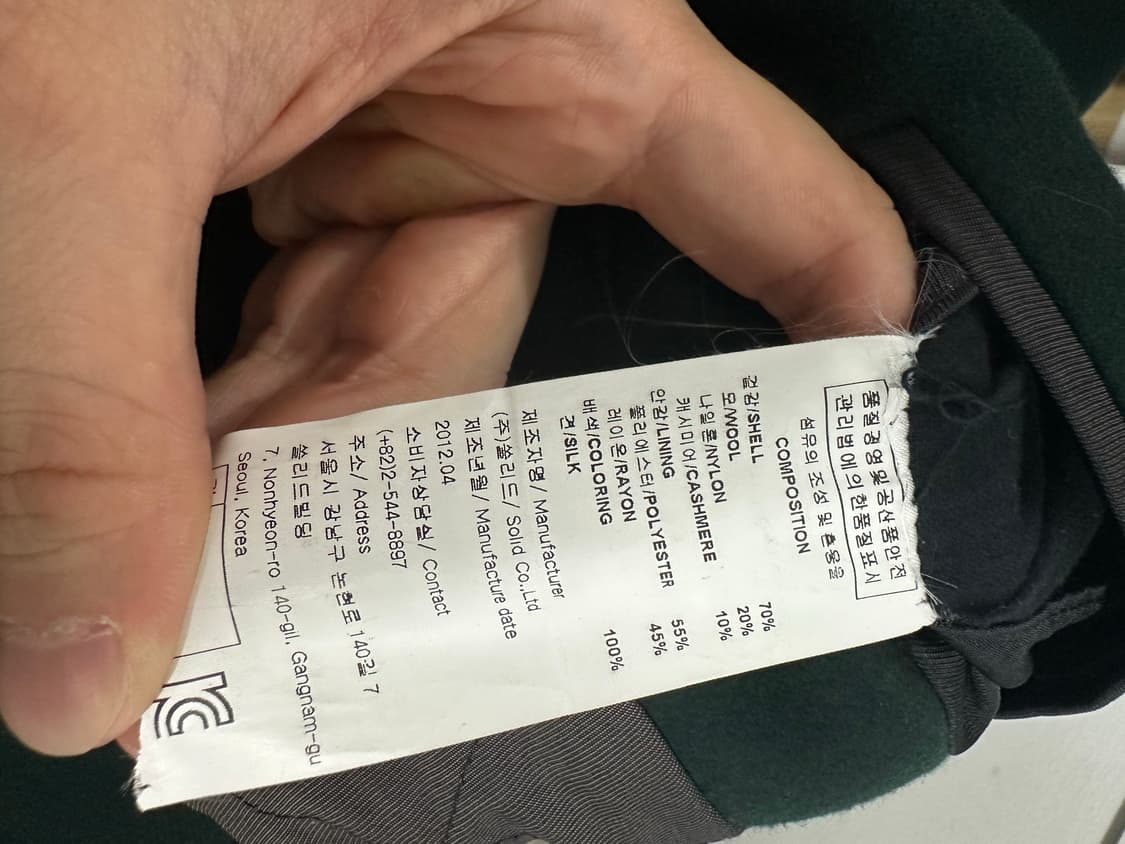 품질경영 및 공산품안전
관리법에 의한 품질표시
섬유의 조성 및 혼용율
COMPOSITION
겉감/SHELL
모/WOOL 70%
나일론/NYLON 20%
캐시미어/CASHMERE 10%
안감/LINING
폴리에스터/POLYESTER 55%
레이온/RAYON 45%
배색/COLORING
견/SILK 100%
제조자명/ Manufacturer
(주)쏠리드/ Solid Co.,Ltd
제조년월/ Manufacture date
2012.04
소비자상담실/ Contact
(+82)2-544-8897
주소/ Address
서울시 강남구 논현로 140길 7
쏠리드빌딩
7, Nonhyeon-ro 140-gil, Gangnam-gu
Seoul, Korea